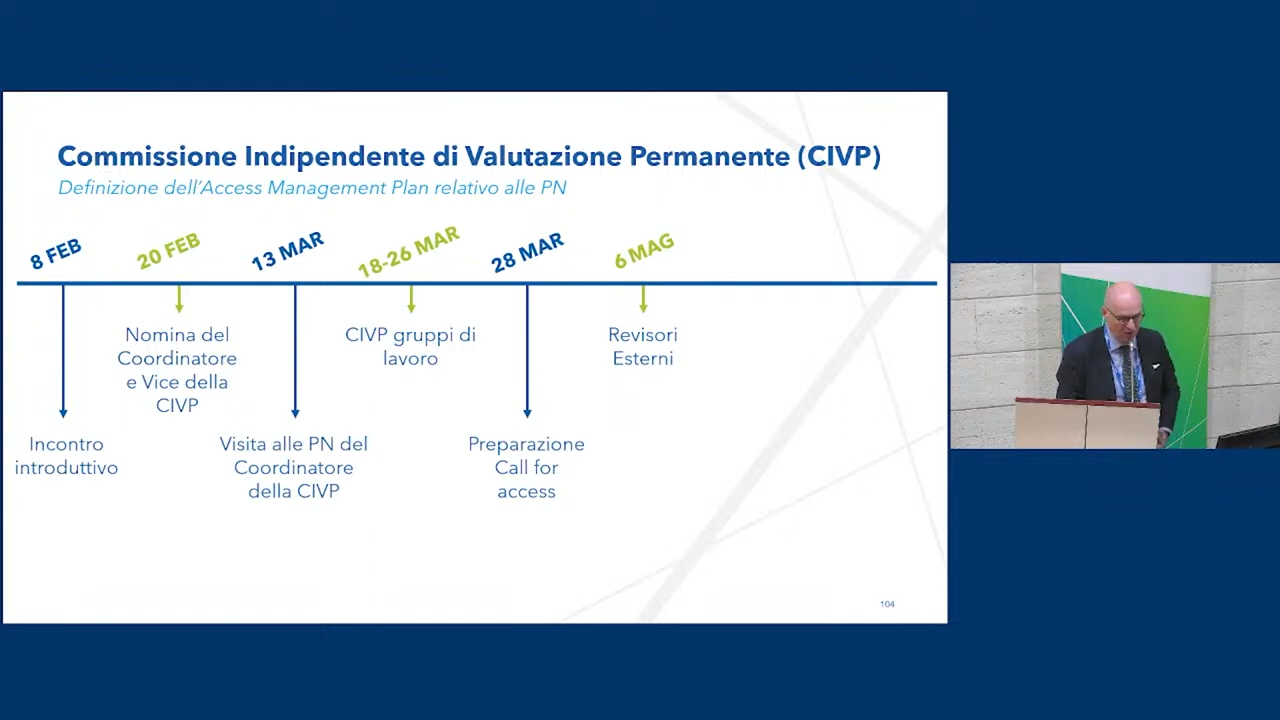 Commissione Indipendente di Valutazione Permanente (CIVP)
Definizione dell'Access Management Plan relativo alle PN
8 FEB
20 FEB
13 MAR
18-26 MAR
28 MAR
6 MAG
Nomina del
Coordinatore
e Vice della
CIVP
CIVP gruppi di
lavoro
Revisori
Esterni
Incontro
introduttivo
Visita alle PN del
Coordinatore
della CIVP
Preparazione
Call for
access
104